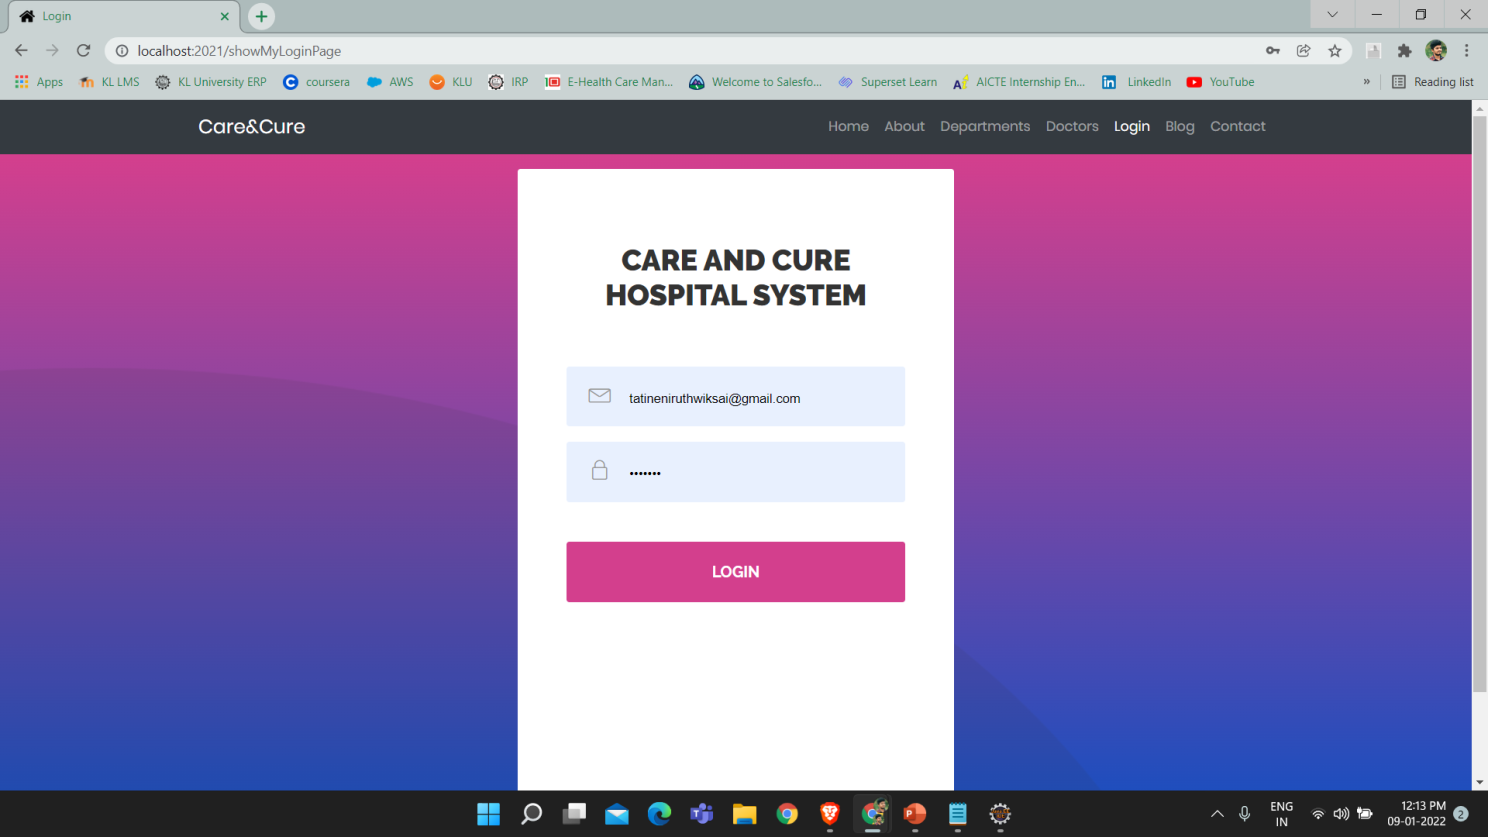 Login
localhost:2021/showMyLoginPage
Apps KL LMS KL University ERP coursera AWS KLU IRP E-Health Care Man... Welcome to Salesfo... Superset Learn AICTE Internship En... LinkedIn YouTube » Reading list
Care&Cure Home About Departments Doctors Login Blog Contact
CARE AND CURE
HOSPITAL SYSTEM
tatineniruthwiksai@gmail.com
•••••••
LOGIN
ENG 12:13 PM
IN 09-01-2022 2